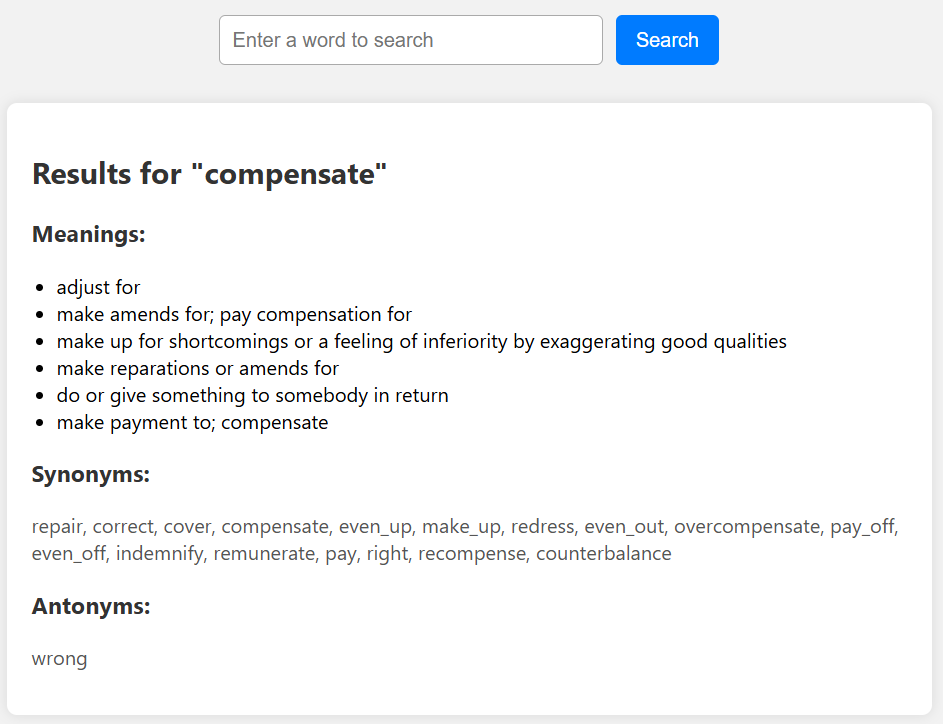 Enter a word to search
Search
Results for "compensate"
Meanings:
• adjust for
• make amends for; pay compensation for
• make up for shortcomings or a feeling of inferiority by exaggerating good qualities
• make reparations or amends for
• do or give something to somebody in return
• make payment to; compensate
Synonyms:
repair, correct, cover, compensate, even_up, make_up, redress, even_out, overcompensate, pay_off,
even_off, indemnify, remunerate, pay, right, recompense, counterbalance
Antonyms:
wrong